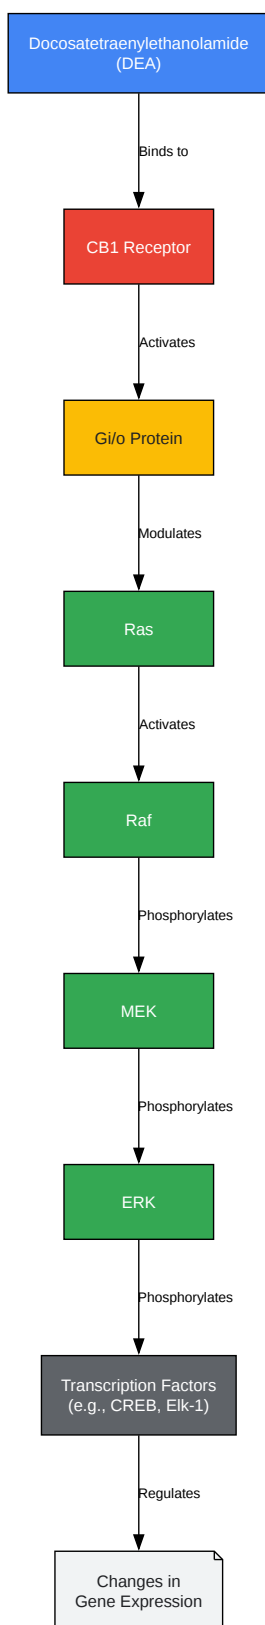 Docosatetraenylethanolamide
(DEA)
Binds to
CB1 Receptor
Activates
Gi/o Protein
Modulates
Ras
Activates
Raf
Phosphorylates
MEK
Phosphorylates
ERK
Phosphorylates
Transcription Factors
(e.g., CREB, Elk-1)
Regulates
Changes in
Gene Expression